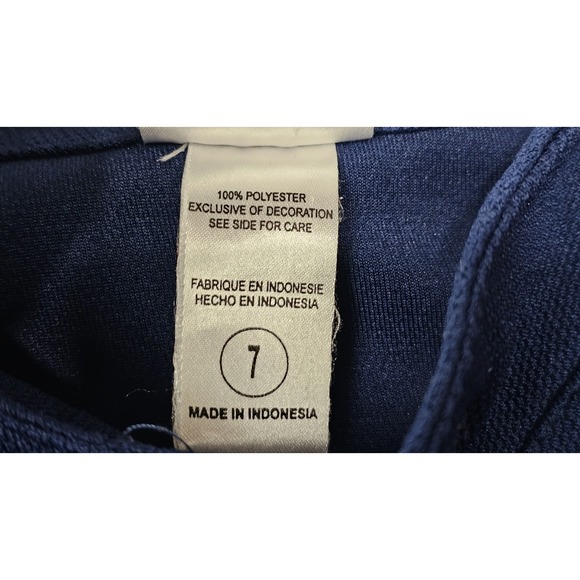 100% POLYESTER
EXCLUSIVE OF DECORATION
SEE SIDE FOR CARE
FABRIQUE EN INDONESIE
HECHO EN INDONESIA
7
MADE IN INDONESIA